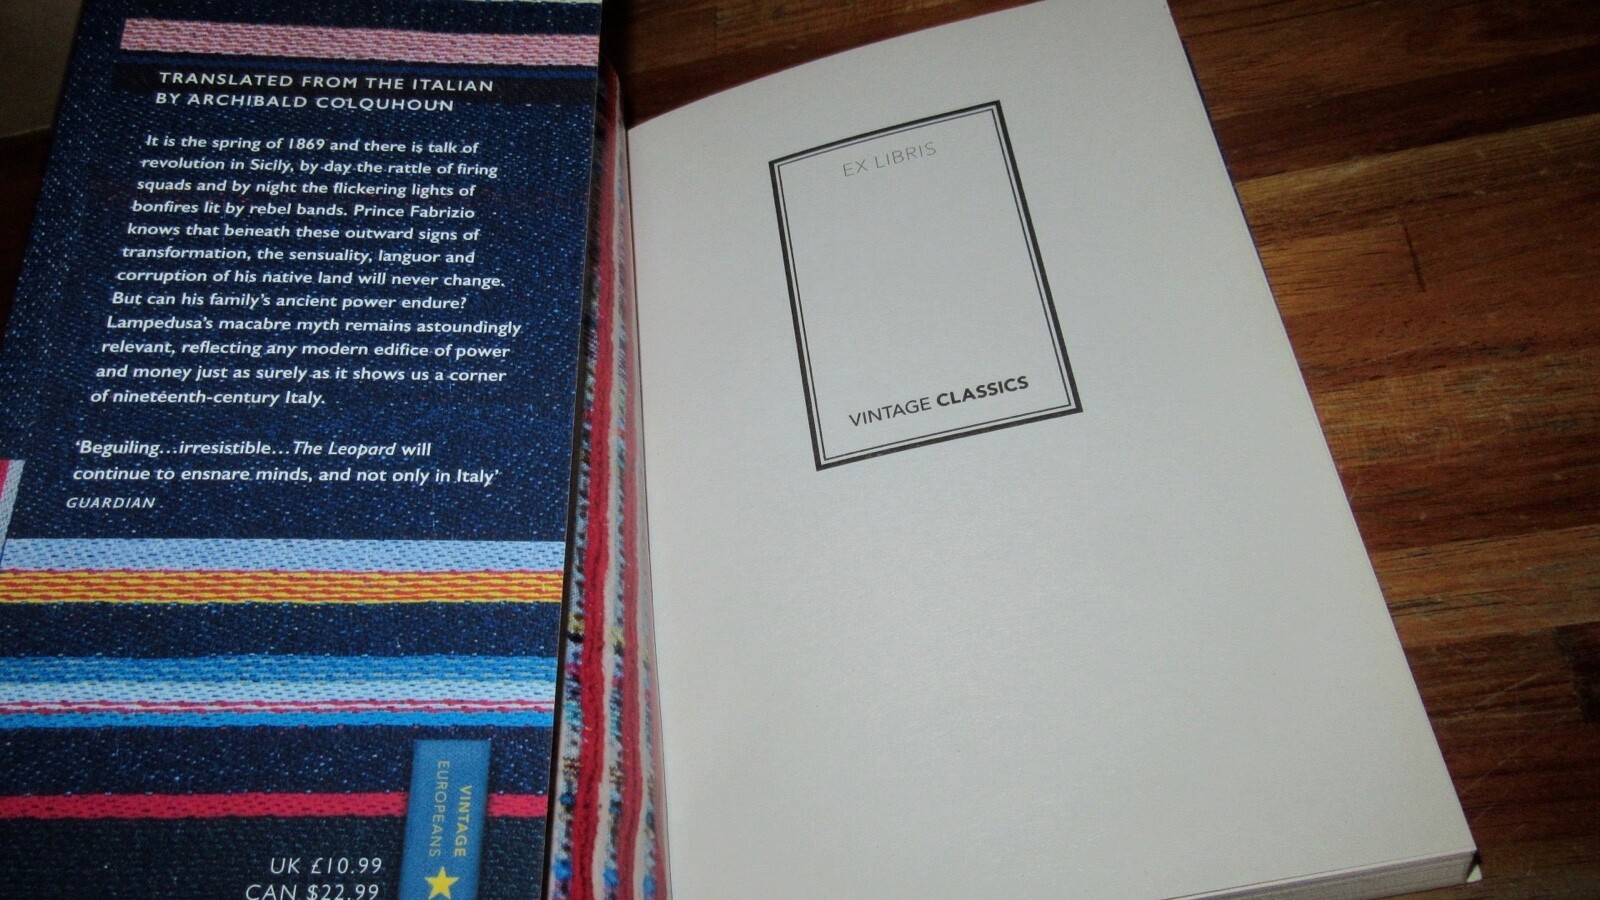 TRANSLATED FROM THE ITALIAN
BY ARCHIBALD COLQUHOUN
It is the spring of 1869 and there is talk of
revolution in Sicily, by day the rattle of firing
squads and by night the flickering lights of
bonfires lit by rebel bands. Prince Fabrizio
knows that beneath these outward signs of
transformation, the sensuality, languor and
corruption of his native land will never change.
But can his family's ancient power endure?
Lampedusa's macabre myth remains astoundingly
relevant, reflecting any modern edifice of power
and money just as surely as it shows us a corner
of nineteenth-century Italy.
'Beguiling...irresistible...The Leopard will
continue to ensnare minds, and not only in Italy'
GUARDIAN
VINTAGE
EUROPEANS
UK £10.99
CAN $22.99
EX LIBRIS
VINTAGE CLASSICS